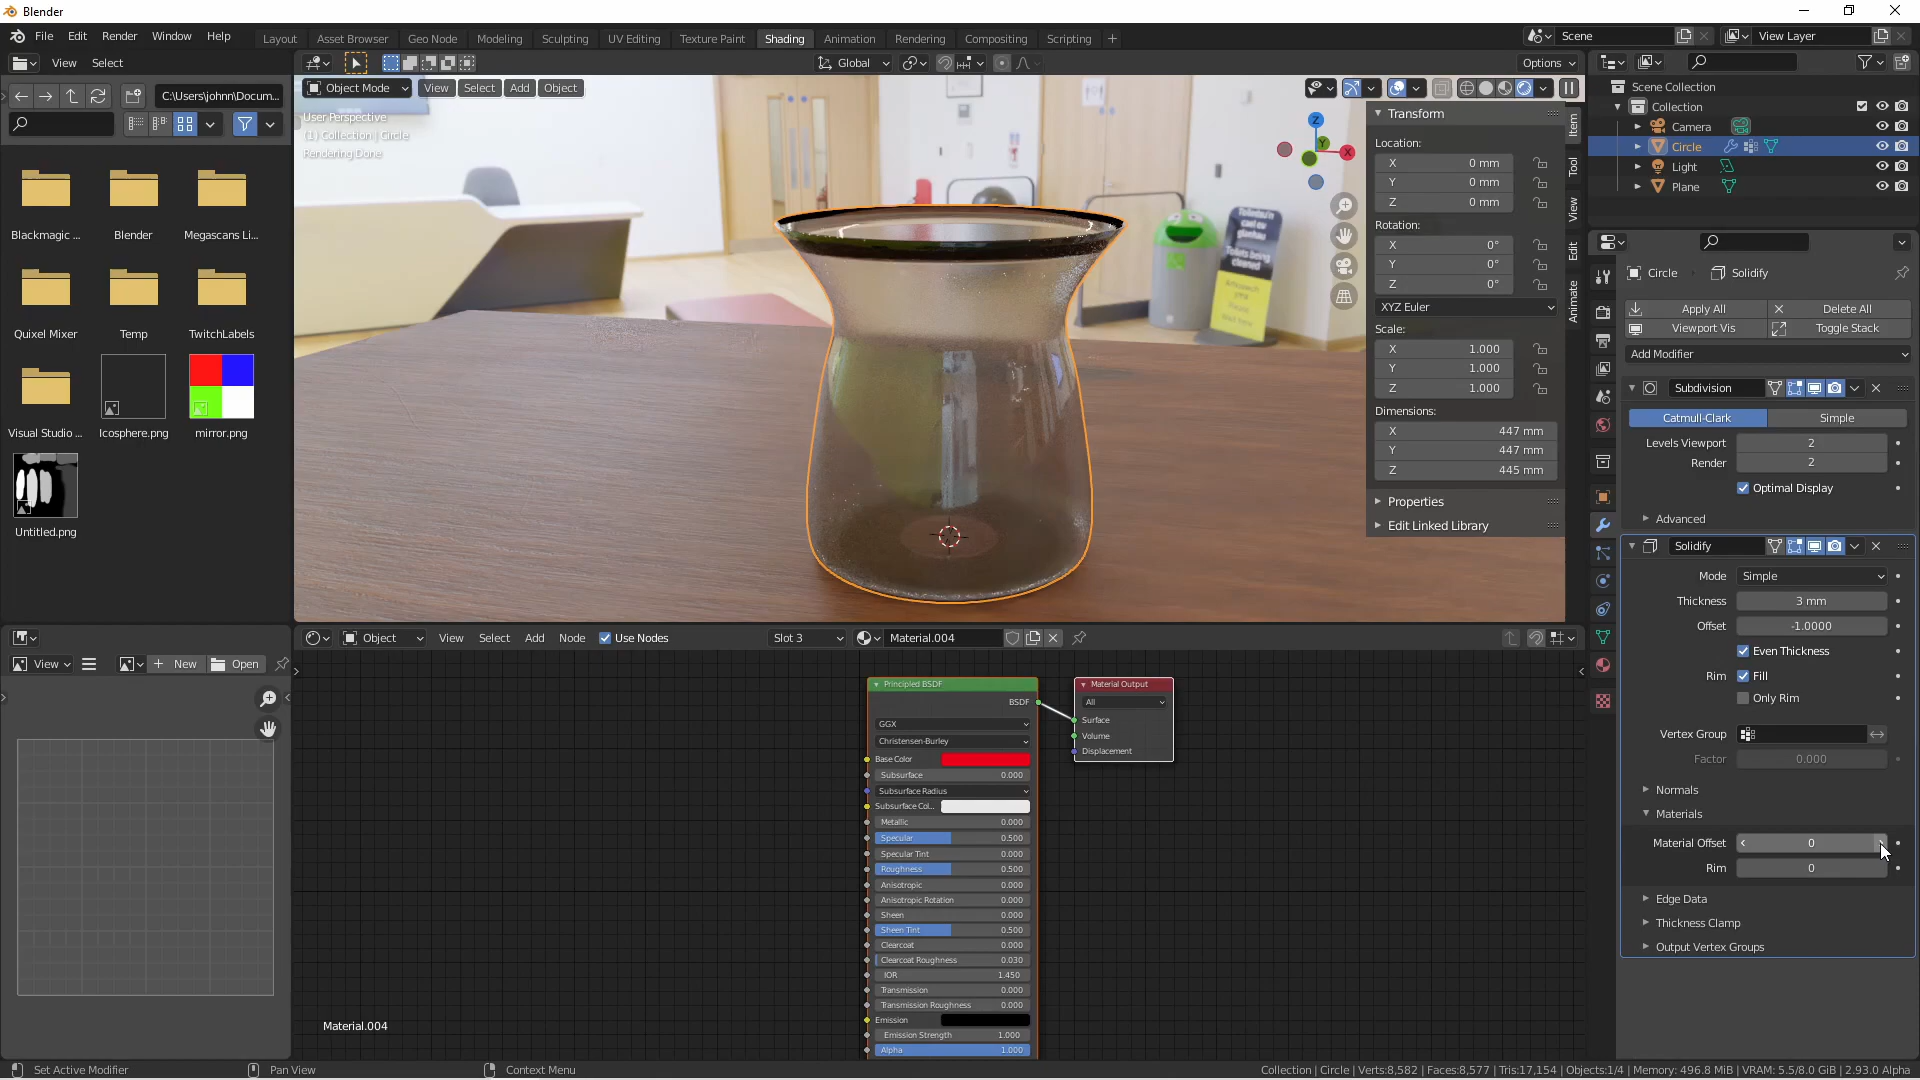 Blender
File Edit Render Window Help
Layout Asset Browser Geo Node Modeling Sculpting UV Editing Texture Paint Shading Animation Rendering Compositing Scripting +
Scene
View Layer
View Select
Global
Options
C:\Users\johnn\Docum...
Object Mode View Select Add Object
User Perspective
(1) Collection | Circle
Rendering Done
Blackmagic ... Blender Megascans Li...
Quixel Mixer Temp TwitchLabels
Visual Studio ... Icosphere.png mirror.png
Untitled.png
Z
Y
X
Transform
Location:
X 0 mm
Y 0 mm
Z 0 mm
Rotation:
X 0°
Y 0°
Z 0°
XYZ Euler
Scale:
X 1.000
Y 1.000
Z 1.000
Dimensions:
X 447 mm
Y 447 mm
Z 445 mm
Properties
Edit Linked Library
Item
Tool
View
Edit
Animate
Toilets being
cleaned
Scene Collection
Collection
Camera
Circle
Light
Plane
Circle Solidify
Apply All Delete All
Viewport Vis Toggle Stack
Add Modifier
Subdivision
Catmull-Clark Simple
Levels Viewport 2
Render 2
Optimal Display
Advanced
Solidify
Mode Simple
Thickness 3 mm
Offset -1.0000
Even Thickness
Rim Fill
Only Rim
Vertex Group
Factor 0.000
Normals
Materials
Material Offset 0
Rim 0
Edge Data
Thickness Clamp
Output Vertex Groups
View New Open
Object View Select Add Node Use Nodes Slot 3 Material.004
Principled BSDF
BSDF
GGX
Christensen-Burley
Base Color
Subsurface 0.000
Subsurface Radius
Subsurface Col...
Metallic 0.000
Specular 0.500
Specular Tint 0.000
Roughness 0.500
Anisotropic 0.000
Anisotropic Rotation 0.000
Sheen 0.000
Sheen Tint 0.500
Clearcoat 0.000
Clearcoat Roughness 0.030
IOR 1.450
Transmission 0.000
Transmission Roughness 0.000
Emission
Emission Strength 1.000
Alpha 1.000
Material Output
All
Surface
Volume
Displacement
Material.004
Set Active Modifier Pan View Context Menu
Collection | Circle | Verts:8,582 | Faces:8,577 | Tris:17,154 | Objects:1/4 | Memory: 496.8 MiB | VRAM: 5.5/8.0 GiB | 2.93.0 Alpha